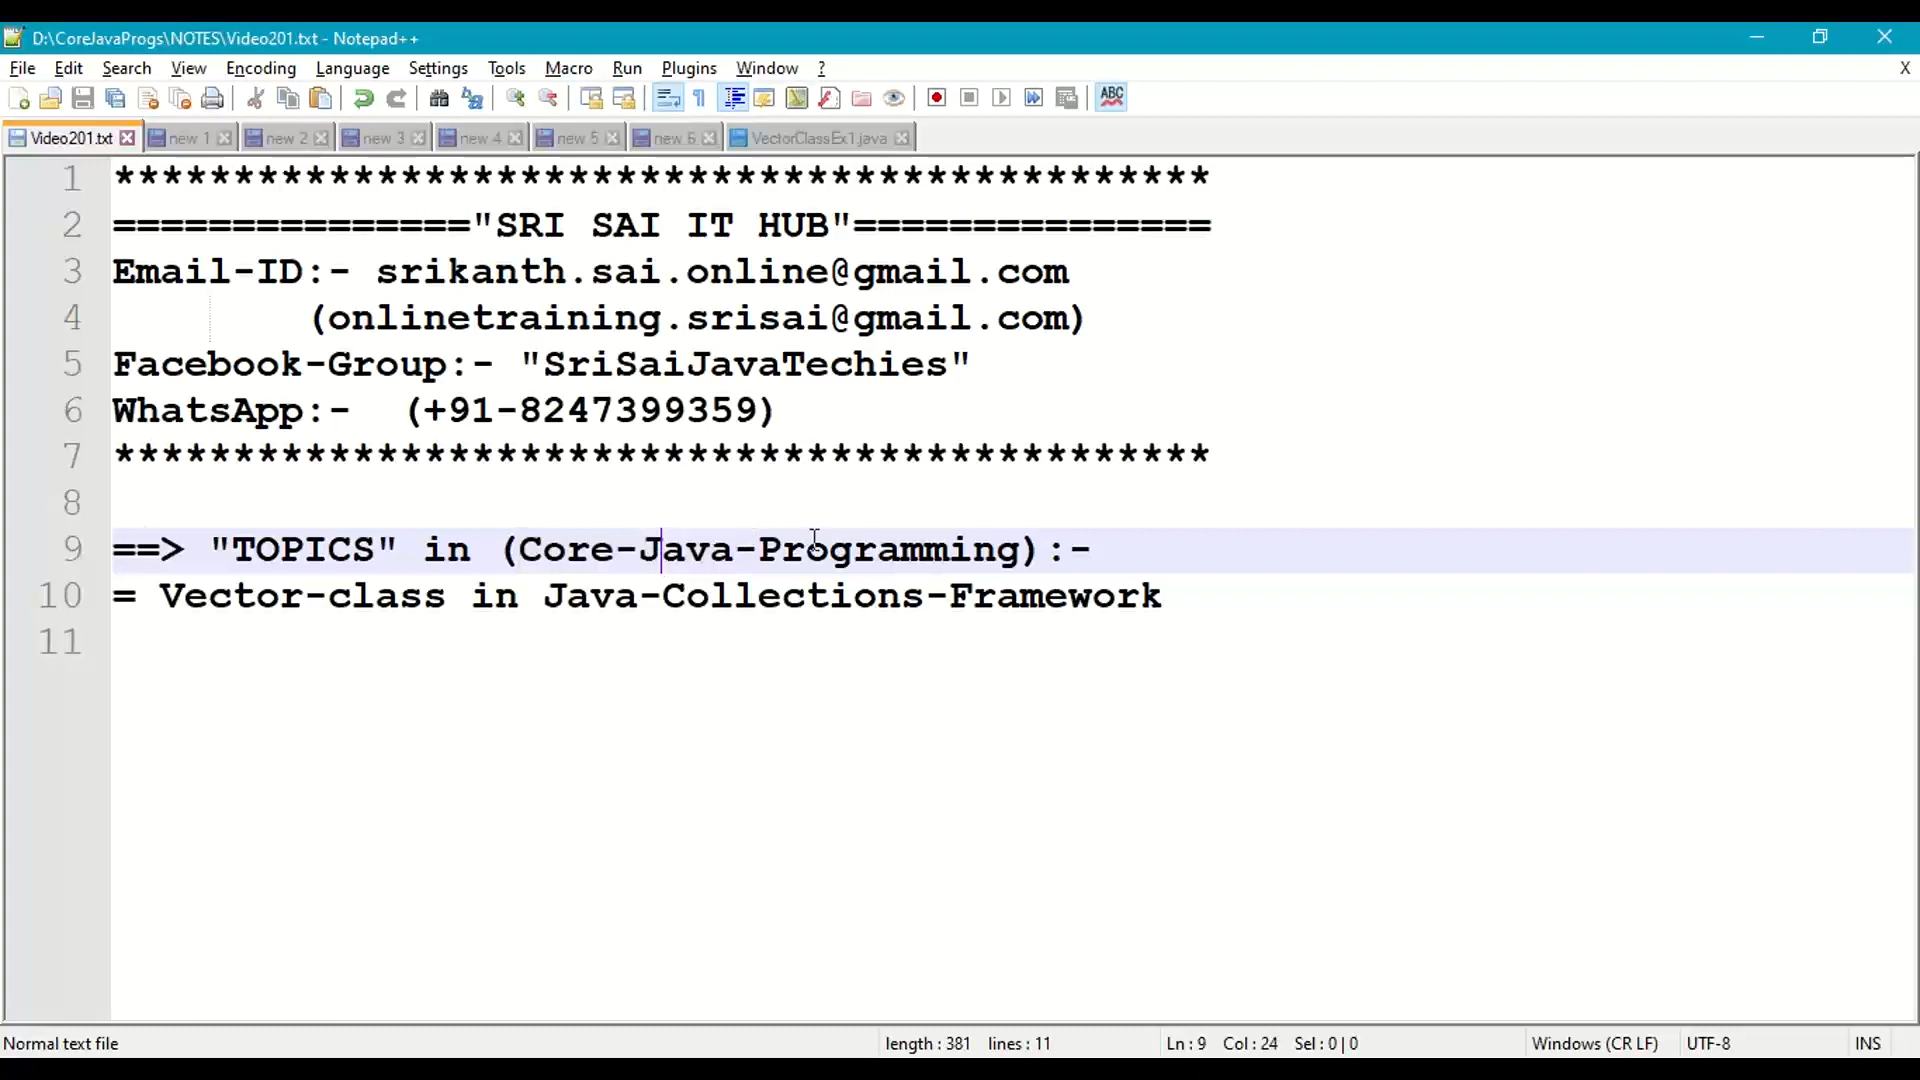 D:\CoreJavaProgs\NOTES\Video201.txt - Notepad++
File Edit Search View Encoding Language Settings Tools Macro Run Plugins Window ? X
ABC
Video201.txt new 1 new 2 new 3 new 4 new 5 new 6 VectorClassEx1.java
1 **********************************************
2 ==============="SRI SAI IT HUB"===============
3 Email-ID:- srikanth.sai.online@gmail.com
4 (onlinetraining.srisai@gmail.com)
5 Facebook-Group:- "SriSaiJavaTechies"
6 WhatsApp:- (+91-8247399359)
7 **********************************************
8
9 ==> "TOPICS" in (Core-Java-Programming):-
10 = Vector-class in Java-Collections-Framework
11
Normal text file length : 381 lines : 11 Ln : 9 Col : 24 Sel : 0 | 0 Windows (CR LF) UTF-8 INS